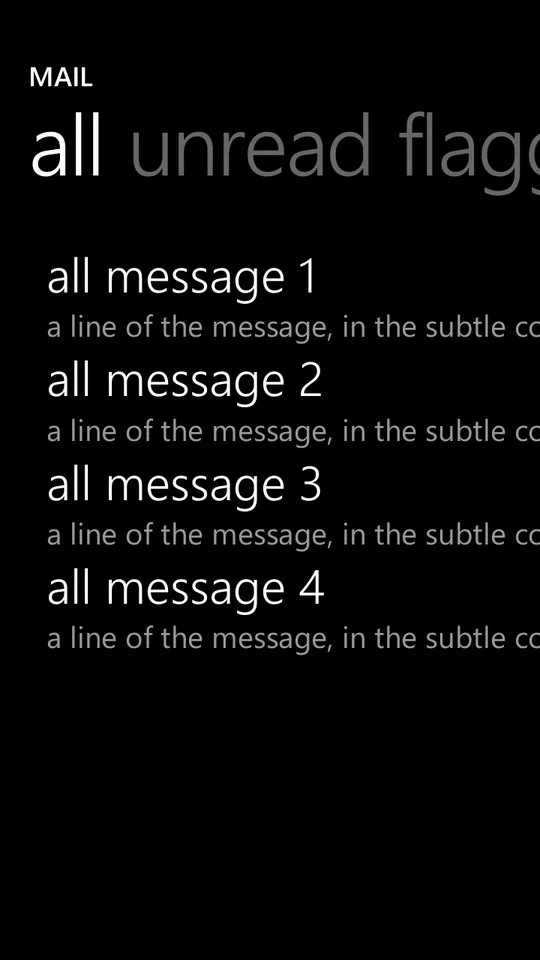 MAIL
all unread flagg
all message 1
a line of the message, in the subtle co
all message 2
a line of the message, in the subtle co
all message 3
a line of the message, in the subtle co
all message 4
a line of the message, in the subtle co